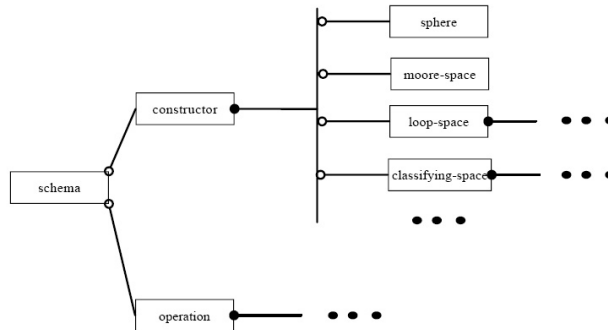 sphere
moore-space
constructor
loop-space
classifying-space
schema
operation